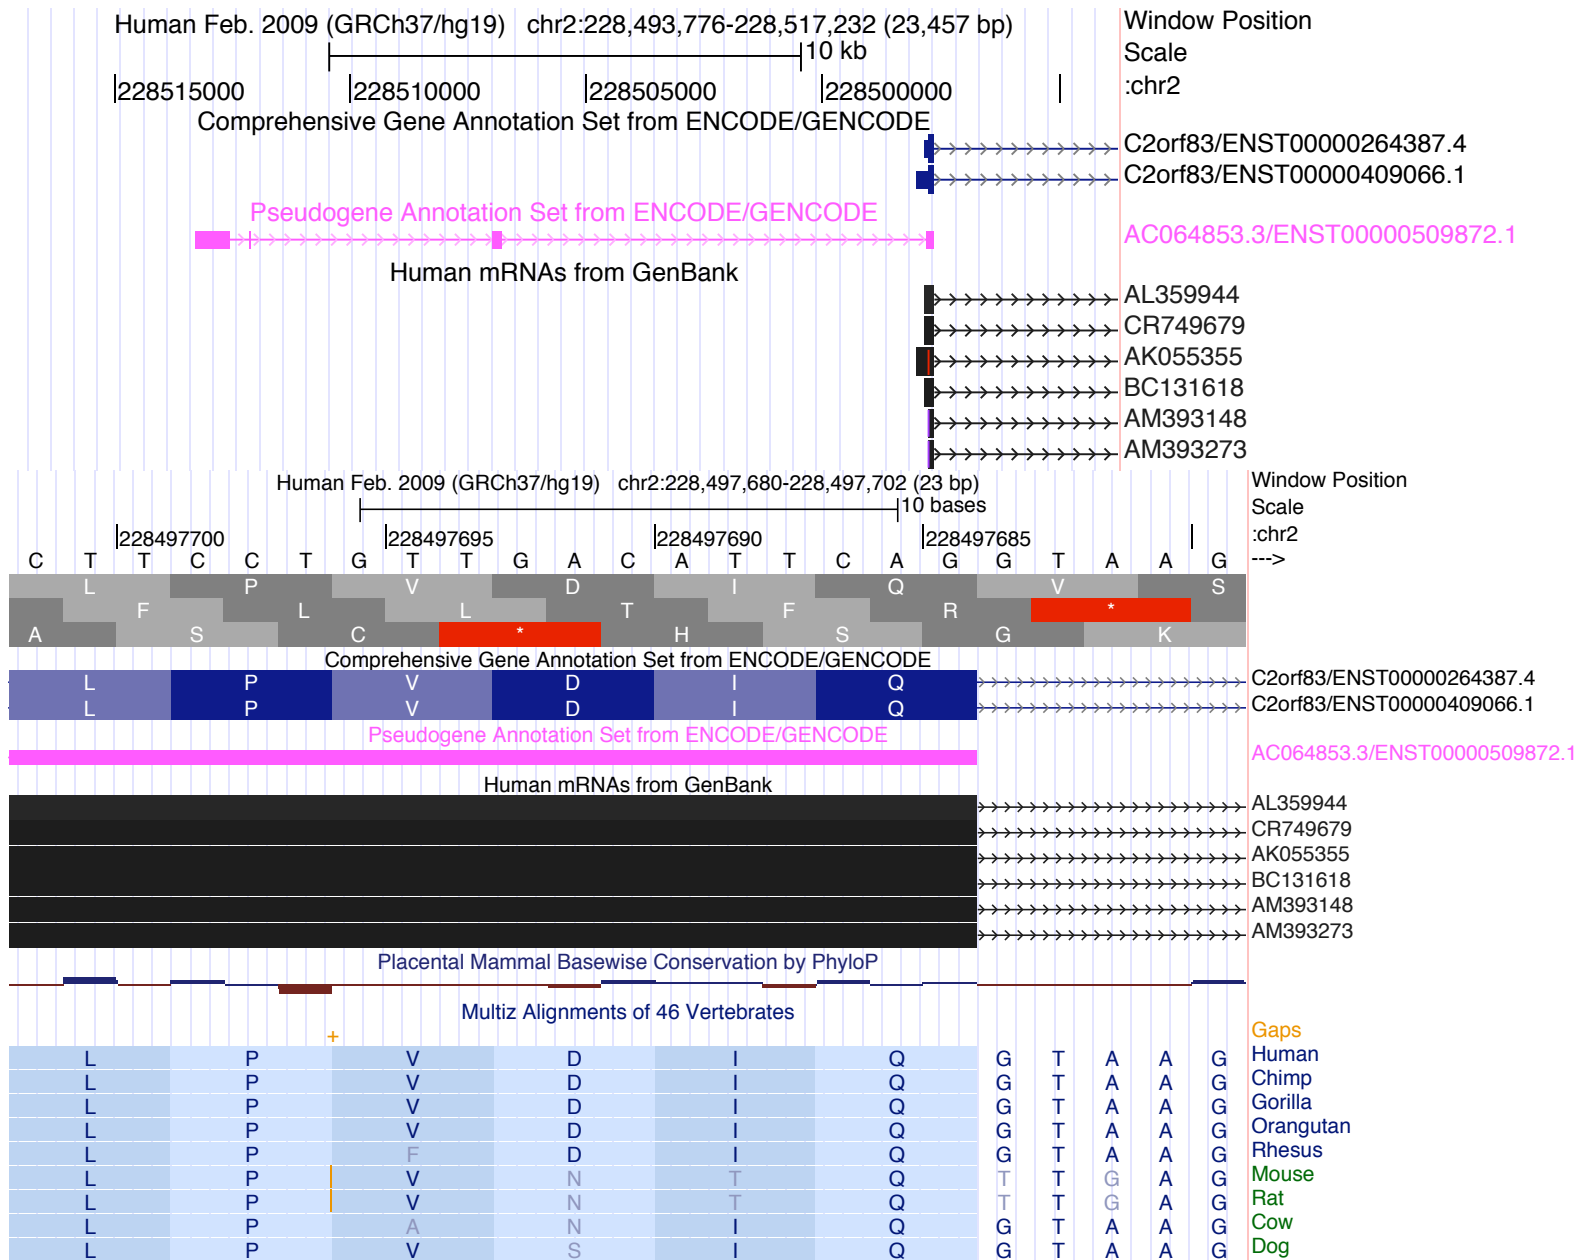 Human Feb. 2009 (GRCh37/hg19) chr2:228,493,776-228,517,232 (23,457 bp) Window Position
10 kb Scale
228515000 228510000 228505000 228500000 :chr2
Comprehensive Gene Annotation Set from ENCODE/GENCODE
C2orf83/ENST00000264387.4
C2orf83/ENST00000409066.1
Pseudogene Annotation Set from ENCODE/GENCODE
AC064853.3/ENST00000509872.1
Human mRNAs from GenBank
AL359944
CR749679
AK055355
BC131618
AM393148
AM393273
Human Feb. 2009 (GRCh37/hg19) chr2:228,497,680-228,497,702 (23 bp) Window Position
10 bases Scale
228497700 228497695 228497690 228497685 :chr2
C T T C C T G T T G A C A T T C A G G T A A G --->
L P V D I Q V S
F L L T F R *
A S C * H S G K
Comprehensive Gene Annotation Set from ENCODE/GENCODE
L P V D I Q C2orf83/ENST00000264387.4
L P V D I Q C2orf83/ENST00000409066.1
Pseudogene Annotation Set from ENCODE/GENCODE
AC064853.3/ENST00000509872.1
Human mRNAs from GenBank
AL359944
CR749679
AK055355
BC131618
AM393148
AM393273
Placental Mammal Basewise Conservation by PhyloP
Multiz Alignments of 46 Vertebrates
+ Gaps
L P V D I Q G T A A G Human
L P V D I Q G T A A G Chimp
L P V D I Q G T A A G Gorilla
L P V D I Q G T A A G Orangutan
L P F D I Q G T A A G Rhesus
L P V N T Q T T G A G Mouse
L P V N T Q T T G A G Rat
L P A N I Q G T A A G Cow
L P V S I Q G T A A G Dog